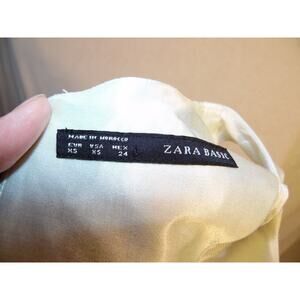 MADE IN MOROCCO
EUR USA MEX
XS XS 24
ZARA BASIC